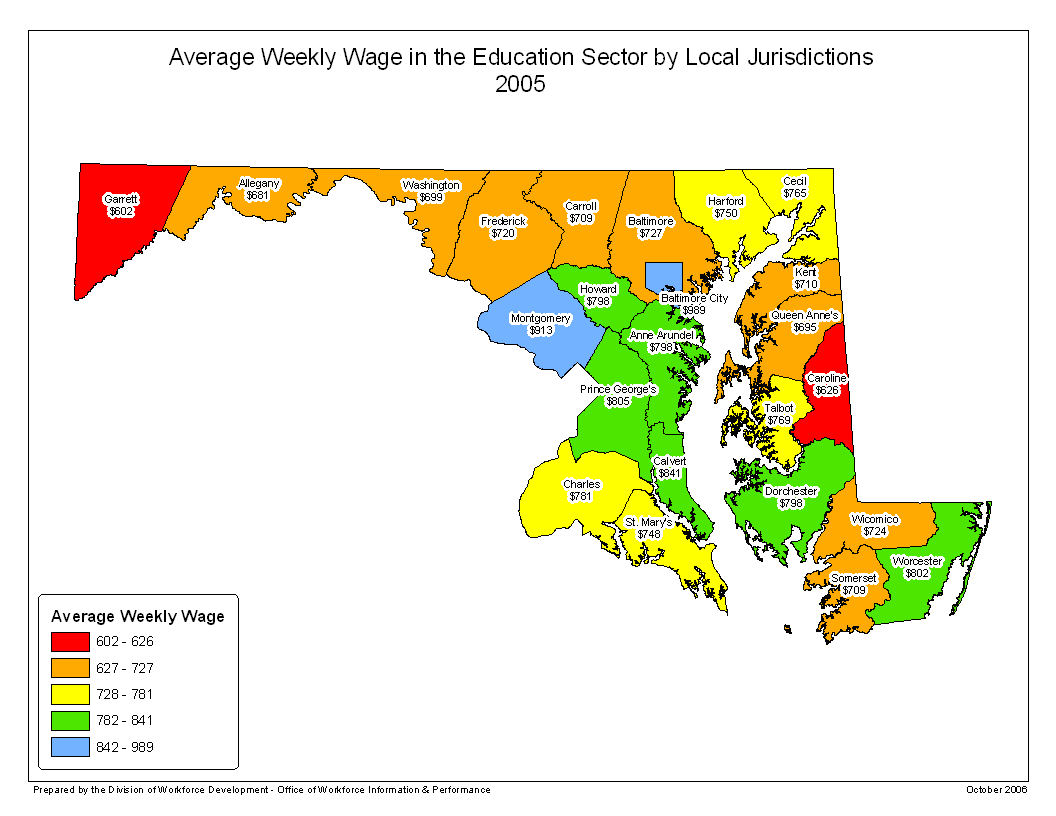 Average Weekly Wage in the Education Sector by Local Jurisdictions
2005
Garrett
$602
Allegany
$681
Washington
$699
Frederick
$720
Carroll
$709
Baltimore
$727
Harford
$750
Cecil
$765
Kent
$710
Queen Anne's
$695
Howard
$798
Baltimore City
$989
Montgomery
$913
Anne Arundel
$798
Prince George's
$805
Caroline
$626
Talbot
$769
Calvert
$841
Charles
$781
Dorchester
$798
St. Mary's
$748
Wicomico
$724
Worcester
$802
Somerset
$709
Average Weekly Wage
602 - 626
627 - 727
728 - 781
782 - 841
842 - 989
Prepared by the Division of Workforce Development - Office of Workforce Information & Performance
October 2006